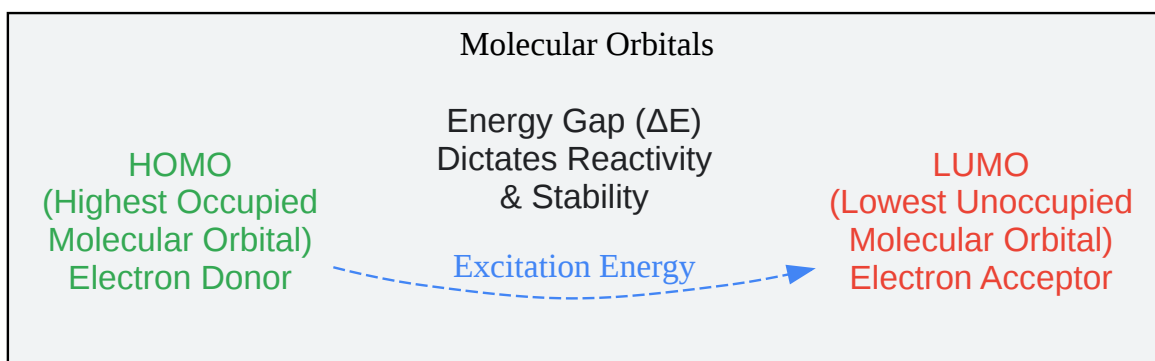 Molecular Orbitals
Energy Gap (ΔE)
Dictates Reactivity
& Stability
HOMO
(Highest Occupied
Molecular Orbital)
Electron Donor
Excitation Energy
LUMO
(Lowest Unoccupied
Molecular Orbital)
Electron Acceptor